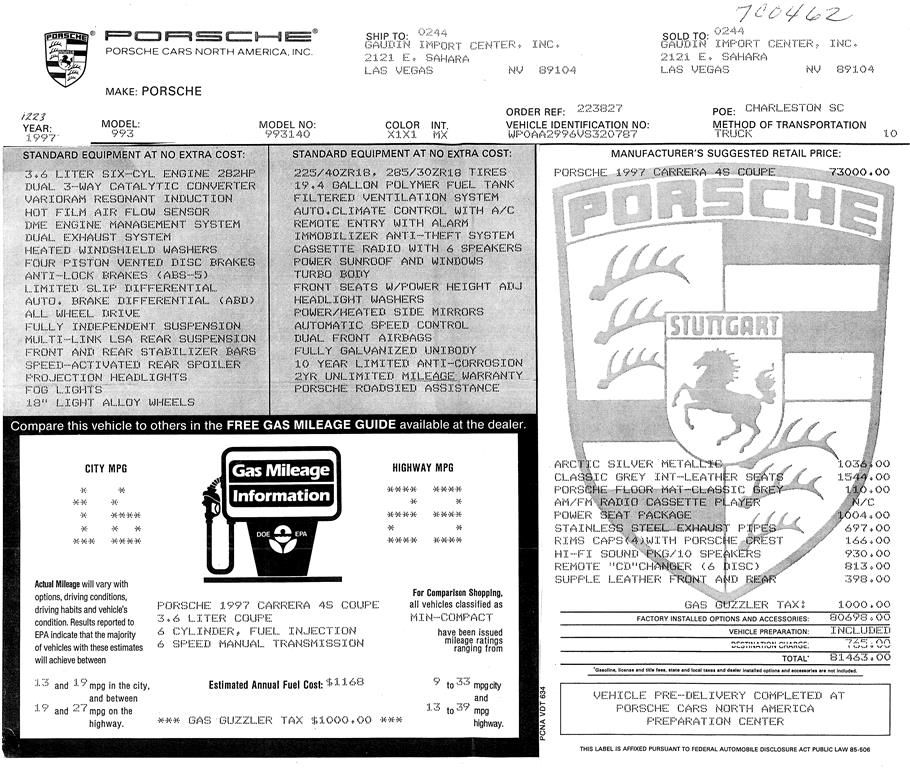 700462
PORSCHE®
PORSCHE CARS NORTH AMERICA, INC.
MAKE: PORSCHE
SHIP TO: 0244
GAUDIN IMPORT CENTER, INC.
2121 E. SAHARA
LAS VEGAS NV 89104
SOLD TO: 0244
GAUDIN IMPORT CENTER, INC.
2121 E. SAHARA
LAS VEGAS NV 89104
ORDER REF: 223827
POE: CHARLESTON SC
1223
YEAR: 1997
MODEL: 993
MODEL NO: 993140
COLOR X1X1
INT. MX
VEHICLE IDENTIFICATION NO: WP0AA2996VS320787
METHOD OF TRANSPORTATION
TRUCK 10
STANDARD EQUIPMENT AT NO EXTRA COST:
3.6 LITER SIX-CYL ENGINE 282HP
DUAL 3-WAY CATALYTIC CONVERTER
VARIORAM RESONANT INDUCTION
HOT FILM AIR FLOW SENSOR
DME ENGINE MANAGEMENT SYSTEM
DUAL EXHAUST SYSTEM
HEATED WINDSHIELD WASHERS
FOUR PISTON VENTED DISC BRAKES
ANTI-LOCK BRAKES (ABS-5)
LIMITED SLIP DIFFERENTIAL
AUTO. BRAKE DIFFERENTIAL (ABD)
ALL WHEEL DRIVE
FULLY INDEPENDENT SUSPENSION
MULTI-LINK LSA REAR SUSPENSION
FRONT AND REAR STABILIZER BARS
SPEED-ACTIVATED REAR SPOILER
PROJECTION HEADLIGHTS
FOG LIGHTS
18" LIGHT ALLOY WHEELS
STANDARD EQUIPMENT AT NO EXTRA COST:
225/40ZR18, 285/30ZR18 TIRES
19.4 GALLON POLYMER FUEL TANK
FILTERED VENTILATION SYSTEM
AUTO.CLIMATE CONTROL WITH A/C
REMOTE ENTRY WITH ALARM
IMMOBILIZER ANTI-THEFT SYSTEM
CASSETTE RADIO WITH 6 SPEAKERS
POWER SUNROOF AND WINDOWS
TURBO BODY
FRONT SEATS W/POWER HEIGHT ADJ
HEADLIGHT WASHERS
POWER/HEATED SIDE MIRRORS
AUTOMATIC SPEED CONTROL
DUAL FRONT AIRBAGS
FULLY GALVANIZED UNIBODY
10 YEAR LIMITED ANTI-CORROSION
2YR UNLIMITED MILEAGE WARRANTY
PORSCHE ROADSIED ASSISTANCE
MANUFACTURER'S SUGGESTED RETAIL PRICE:
PORSCHE 1997 CARRERA 4S COUPE 73000.00
PORSCHE
STUTTGART
ARCTIC SILVER METALLIC 1036.00
CLASSIC GREY INT-LEATHER SEATS 1544.00
PORSCHE FLOOR MAT-CLASSIC GREY 110.00
AM/FM RADIO CASSETTE PLAYER N/C
POWER SEAT PACKAGE 1004.00
STAINLESS STEEL EXHAUST PIPES 697.00
RIMS CAPS(4)WITH PORSCHE CREST 166.00
HI-FI SOUND PKG/10 SPEAKERS 930.00
REMOTE "CD"CHANGER (6 DISC) 813.00
SUPPLE LEATHER FRONT AND REAR 398.00
GAS GUZZLER TAX: 1000.00
FACTORY INSTALLED OPTIONS AND ACCESSORIES: 80698.00
VEHICLE PREPARATION: INCLUDED
DESTINATION CHARGE: 765.00
TOTAL* 81463.00
*Gasoline, license and title fees, state and local taxes and dealer installed options and accessories are not included.
VEHICLE PRE-DELIVERY COMPLETED AT
PORSCHE CARS NORTH AMERICA
PREPARATION CENTER
THIS LABEL IS AFFIXED PURSUANT TO FEDERAL AUTOMOBILE DISCLOSURE ACT PUBLIC LAW 85-506
Compare this vehicle to others in the FREE GAS MILEAGE GUIDE available at the dealer.
CITY MPG
* *
** *
* ****
* * *
*** ****
Gas Mileage
Information
DOE EPA
HIGHWAY MPG
**** ****
* *
**** ****
* *
*** ****
Actual Mileage will vary with
options, driving conditions,
driving habits and vehicle's
condition. Results reported to
EPA indicate that the majority
of vehicles with these estimates
will achieve between
13 and 19 mpg in the city,
and between
19 and 27 mpg on the
highway.
PORSCHE 1997 CARRERA 4S COUPE
3.6 LITER COUPE
6 CYLINDER, FUEL INJECTION
6 SPEED MANUAL TRANSMISSION
Estimated Annual Fuel Cost: $1168
*** GAS GUZZLER TAX $1000.00 ***
For Comparison Shopping,
all vehicles classified as
MIN-COMPACT
have been issued
mileage ratings
ranging from
9 to 33 mpg city
and
13 to 39 mpg
highway.
PCNA VDT 634